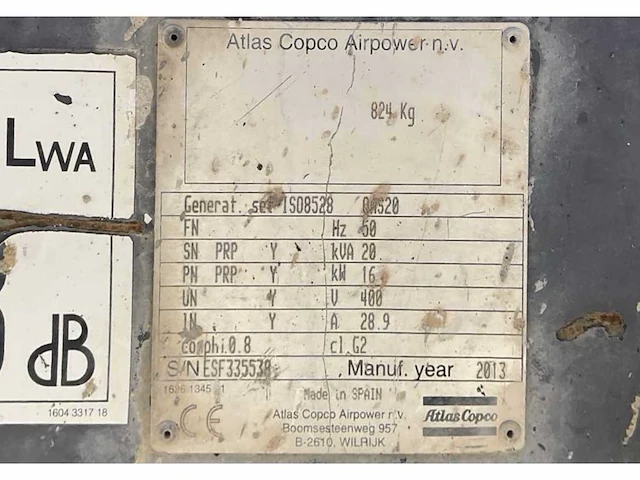 Atlas Copco Airpower n.v.
824 Kg
Generat. set ISO8528 QAS20
FN Hz 50
SN PRP Y kVA 20
PN PRP Y kW 16
UN Y V 400
IN Y A 28.9
cosphi.0.8 cl.G2
S/N ESF335538 Manuf. year 2013
Made in SPAIN
Atlas Copco Airpower n.v.
Boomsesteenweg 957
B-2610, WILRIJK
CE
Atlas Copco
LWA
dB
1604 3317 18